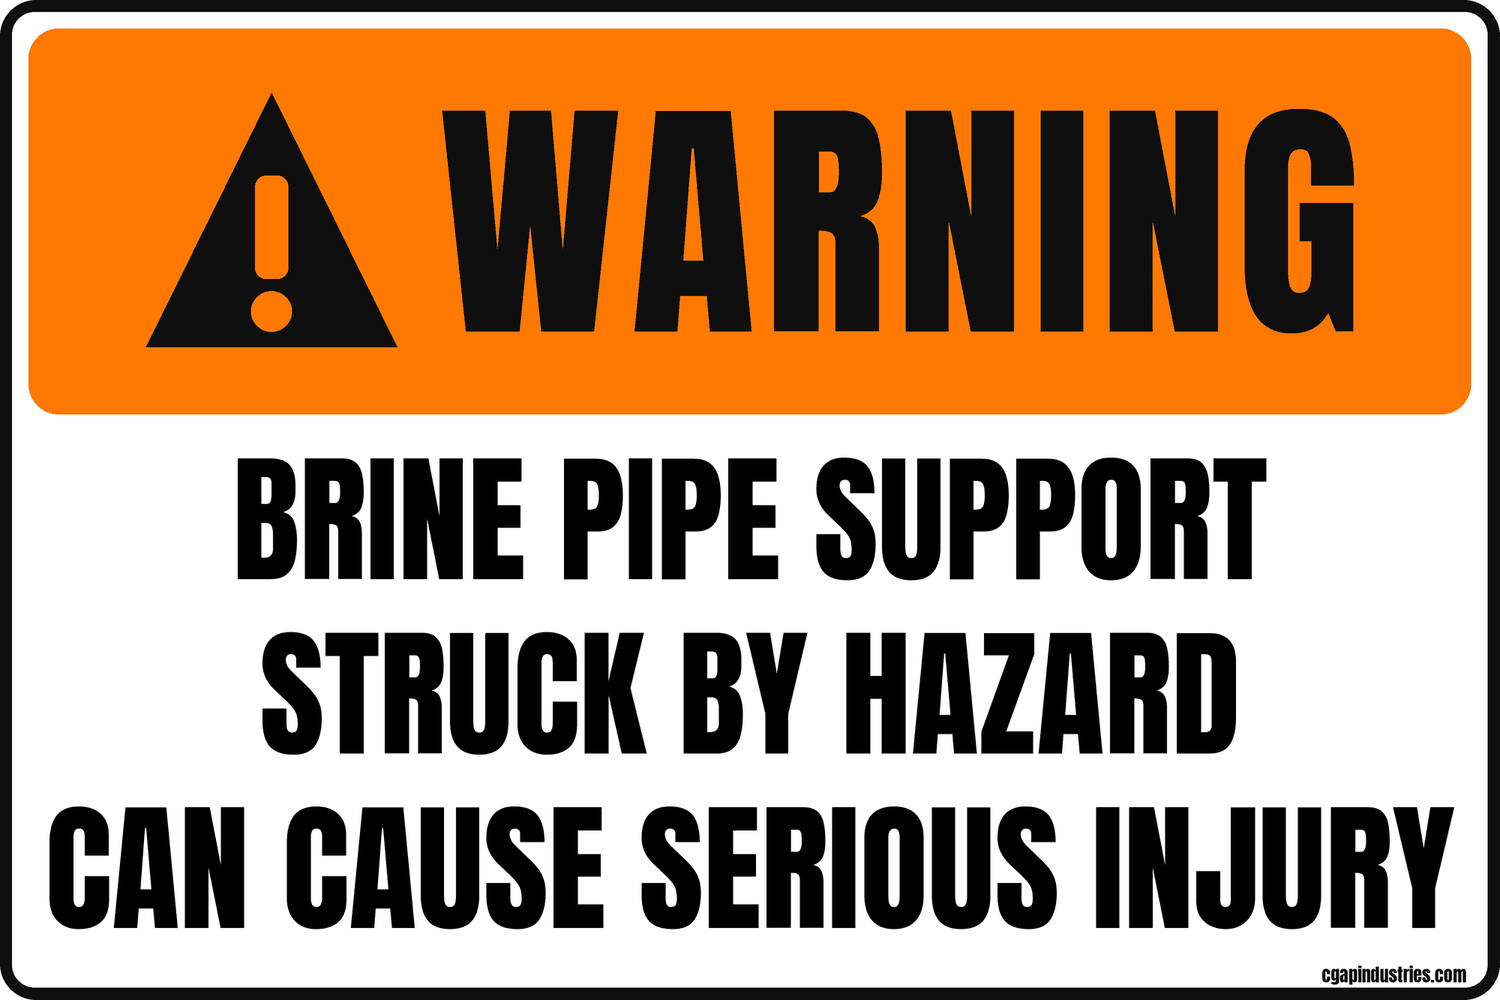 WARNING
BRINE PIPE SUPPORT
STRUCK BY HAZARD
CAN CAUSE SERIOUS INJURY
cgapindustries.com